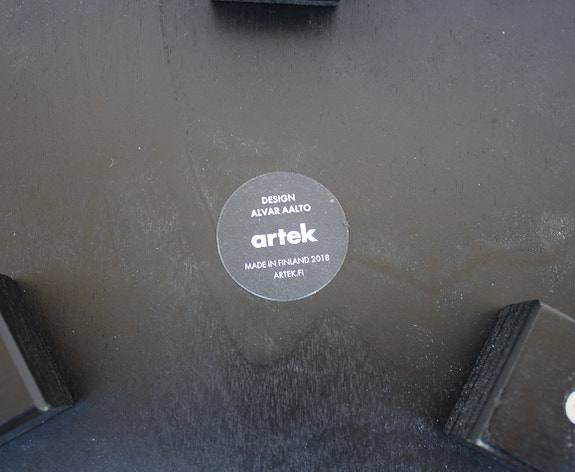 DESIGN
ALVAR AALTO
artek
MADE IN FINLAND 2018
ARTEK.FI